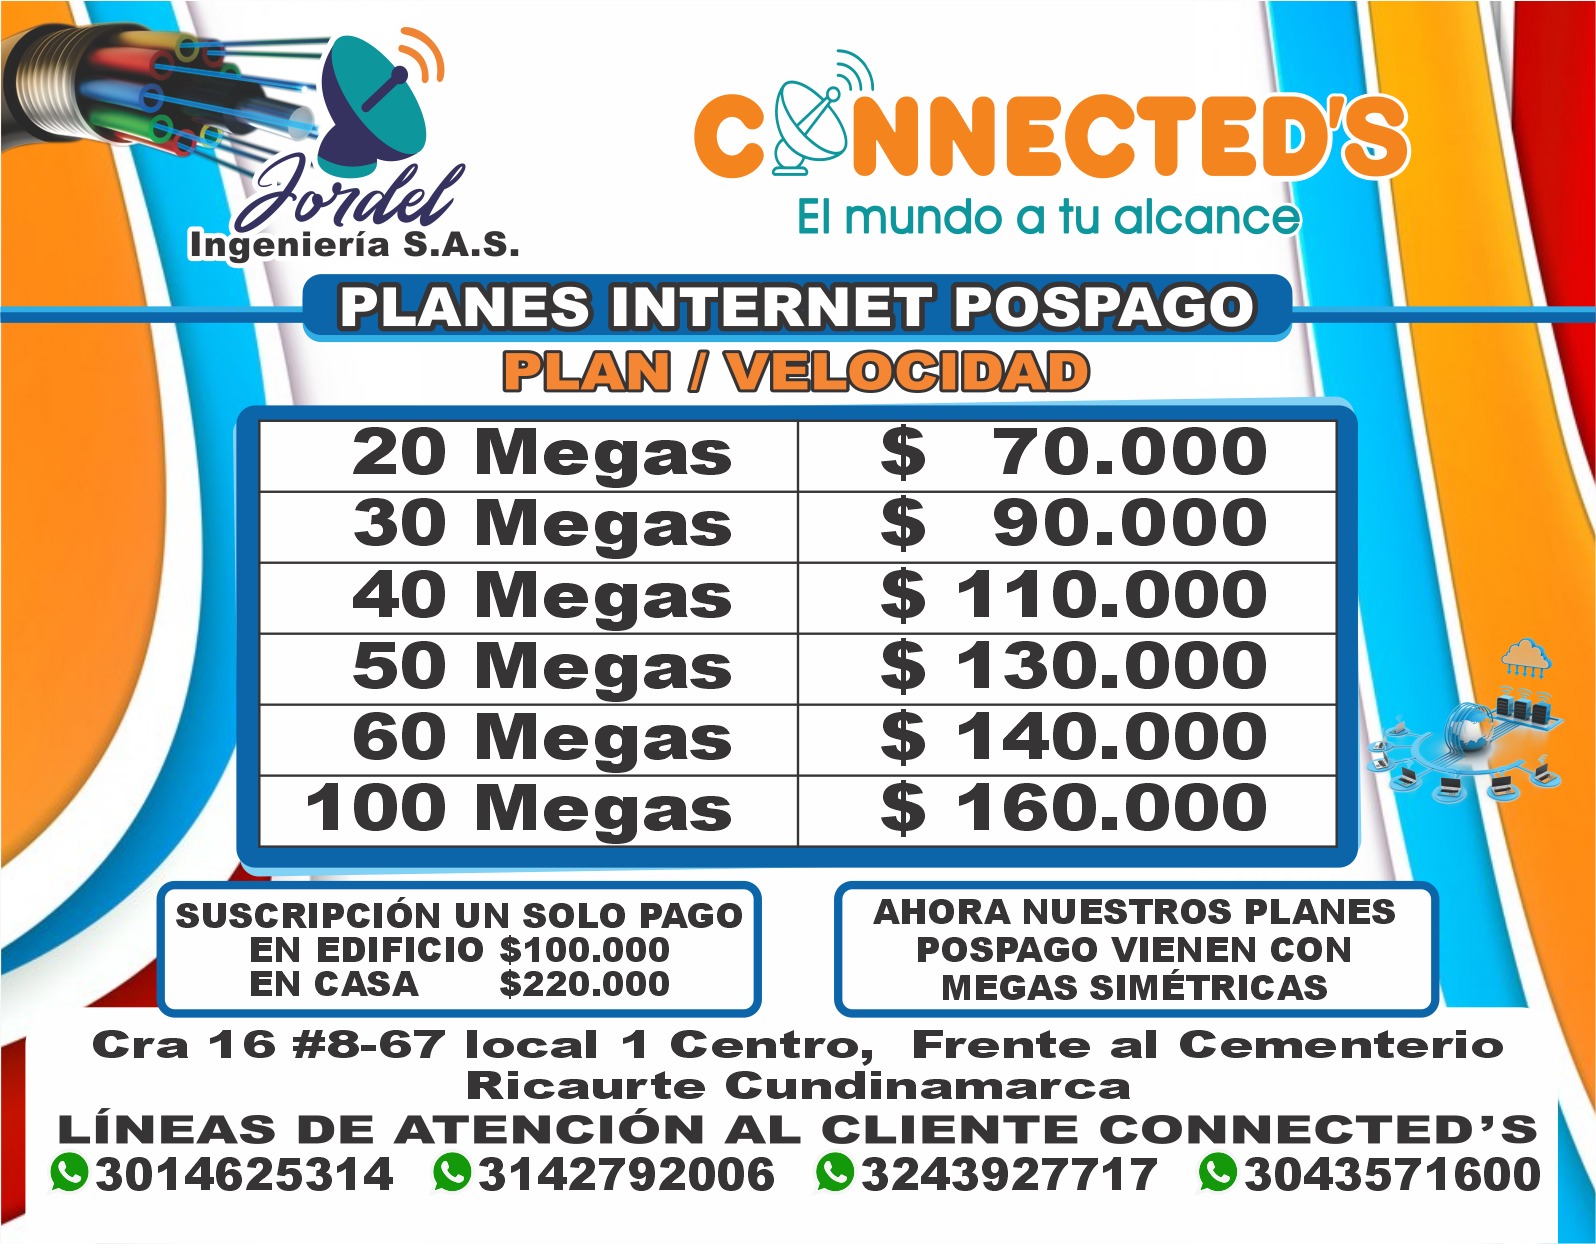 Jordel
Ingeniería S.A.S.
CONNECTED'S
El mundo a tu alcance
PLANES INTERNET POSPAGO
PLAN / VELOCIDAD
20 Megas $ 70.000
30 Megas $ 90.000
40 Megas $ 110.000
50 Megas $ 130.000
60 Megas $ 140.000
100 Megas $ 160.000
SUSCRIPCIÓN UN SOLO PAGO
EN EDIFICIO $100.000
EN CASA $220.000
AHORA NUESTROS PLANES
POSPAGO VIENEN CON
MEGAS SIMÉTRICAS
Cra 16 #8-67 local 1 Centro, Frente al Cementerio
Ricaurte Cundinamarca
LÍNEAS DE ATENCIÓN AL CLIENTE CONNECTED’S
3014625314 3142792006 3243927717 3043571600